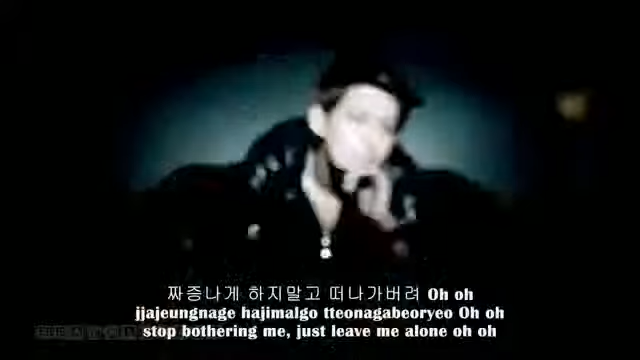 짜증나게 하지말고 떠나가버려 Oh oh
jjajeungnage hajimalgo tteonagabeoryeo Oh oh
stop bothering me, just leave me alone oh oh